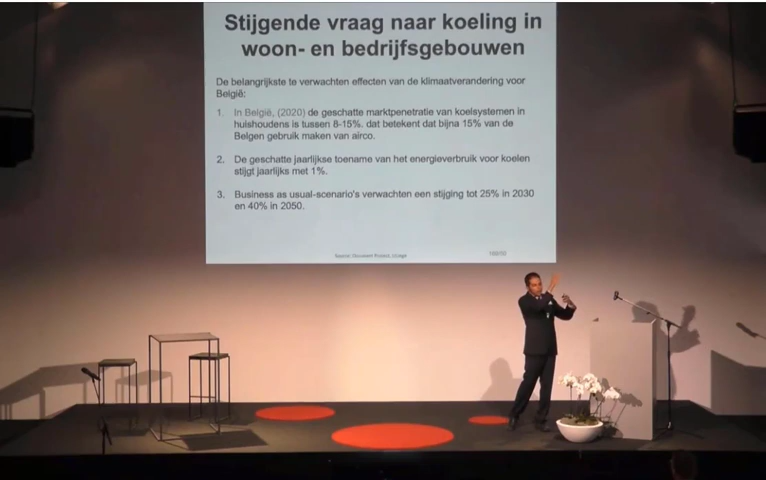 Stijgende vraag naar koeling in
woon- en bedrijfsgebouwen
De belangrijkste te verwachten effecten van de klimaatverandering voor
België:
1. In België, (2020) de geschatte marktpenetratie van koelsystemen in
huishoudens is tussen 8-15%. dat betekent dat bijna 15% van de
Belgen gebruik maken van airco.
2. De geschatte jaarlijkse toename van het energieverbruik voor koelen
stijgt jaarlijks met 1%.
3. Business as usual-scenario's verwachten een stijging tot 25% in 2030
en 40% in 2050.